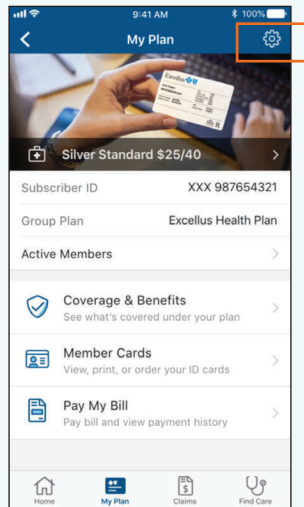 9:41 AM
100%
My Plan
Excellus
Silver Standard $25/40
Subscriber ID XXX 987654321
Group Plan Excellus Health Plan
Active Members
Coverage & Benefits
See what's covered under your plan
Member Cards
View, print, or order your ID cards
Pay My Bill
Pay bill and view payment history
Home My Plan Claims Find Care